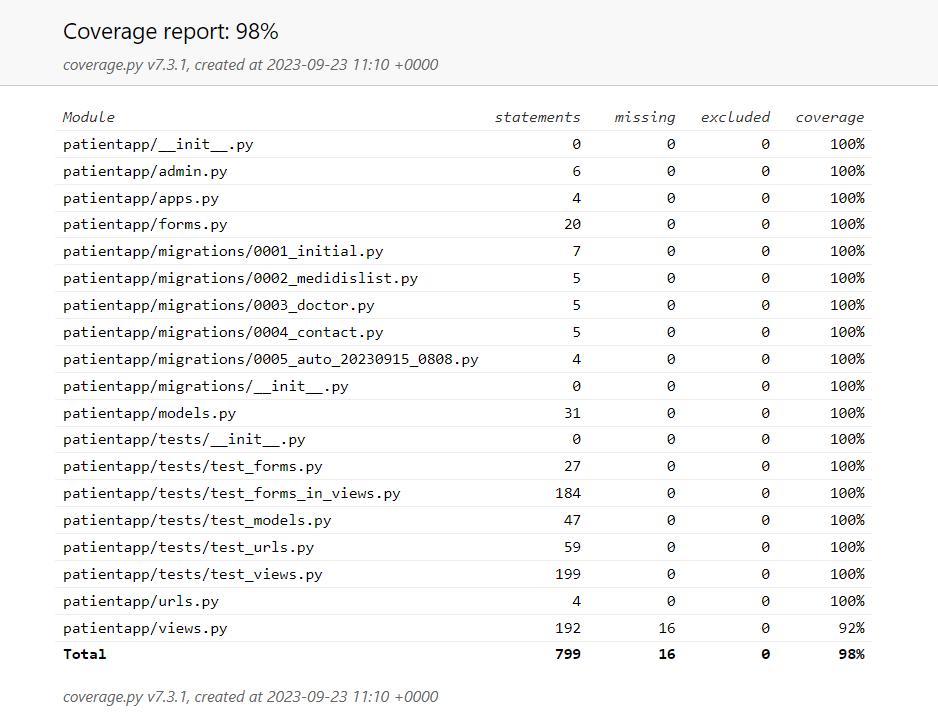 Coverage report: 98%
coverage.py v7.3.1, created at 2023-09-23 11:10 +0000
Module statements missing excluded coverage
patientapp/__init__.py 0 0 0 100%
patientapp/admin.py 6 0 0 100%
patientapp/apps.py 4 0 0 100%
patientapp/forms.py 20 0 0 100%
patientapp/migrations/0001_initial.py 7 0 0 100%
patientapp/migrations/0002_medidislist.py 5 0 0 100%
patientapp/migrations/0003_doctor.py 5 0 0 100%
patientapp/migrations/0004_contact.py 5 0 0 100%
patientapp/migrations/0005_auto_20230915_0808.py 4 0 0 100%
patientapp/migrations/__init__.py 0 0 0 100%
patientapp/models.py 31 0 0 100%
patientapp/tests/__init__.py 0 0 0 100%
patientapp/tests/test_forms.py 27 0 0 100%
patientapp/tests/test_forms_in_views.py 184 0 0 100%
patientapp/tests/test_models.py 47 0 0 100%
patientapp/tests/test_urls.py 59 0 0 100%
patientapp/tests/test_views.py 199 0 0 100%
patientapp/urls.py 4 0 0 100%
patientapp/views.py 192 16 0 92%
Total 799 16 0 98%
coverage.py v7.3.1, created at 2023-09-23 11:10 +0000